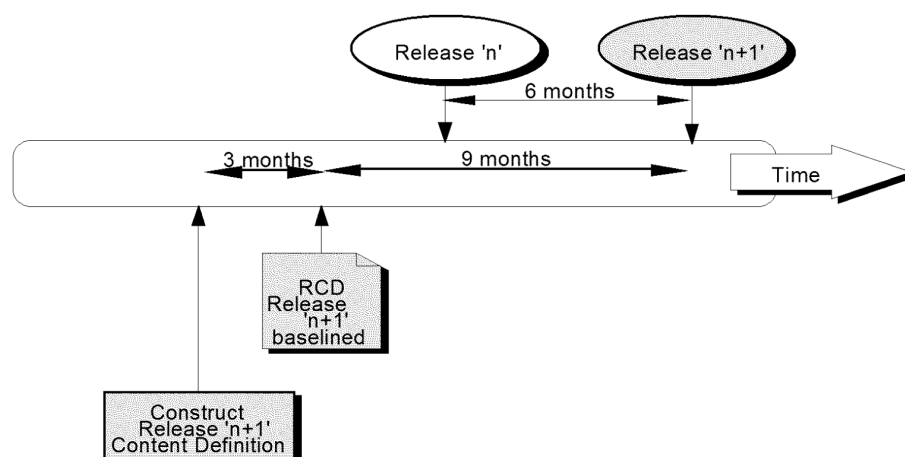 Release 'n'
Release 'n+1'
6 months
3 months
9 months
Time
RCD
Release
'n+1'
baselined
Construct
Release 'n+1'
Content Definition